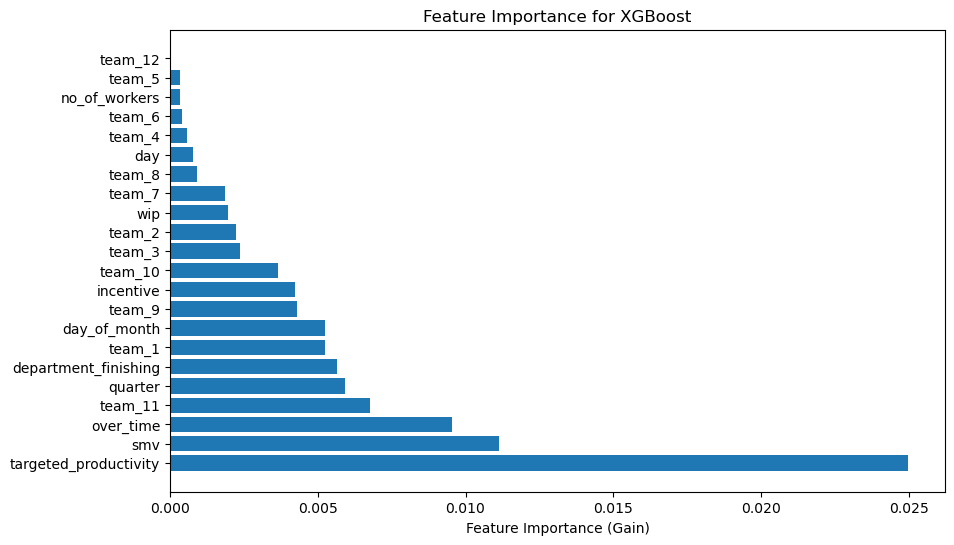 Feature Importance for XGBoost
team_12
team_5
no_of_workers
team_6
team_4
day
team_8
team_7
wip
team_2
team_3
team_10
incentive
team_9
day_of_month
team_1
department_finishing
quarter
team_11
over_time
smv
targeted_productivity
0.000 0.005 0.010 0.015 0.020 0.025
Feature Importance (Gain)